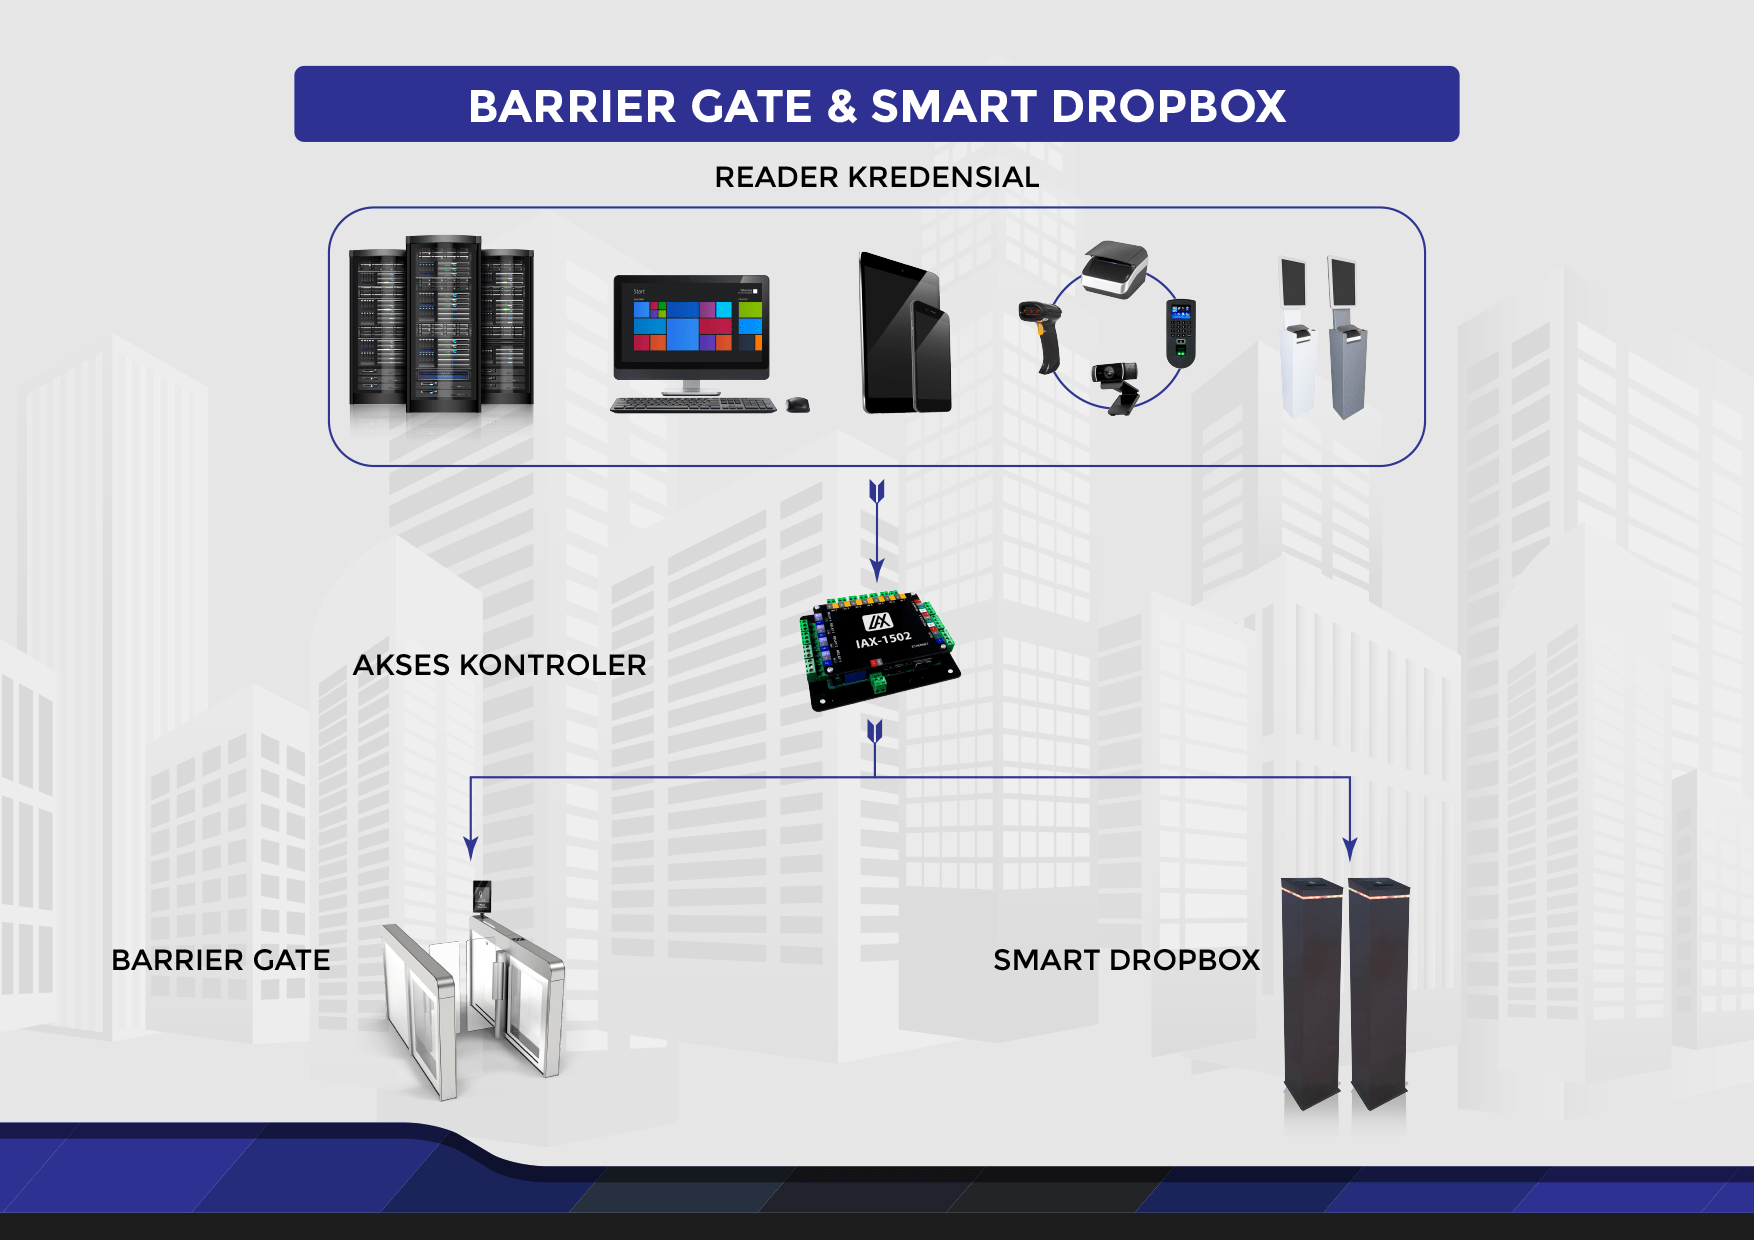 BARRIER GATE & SMART DROPBOX
READER KREDENSIAL
Start
IAX
IAX-1502
AKSES KONTROLER
BARRIER GATE
SMART DROPBOX